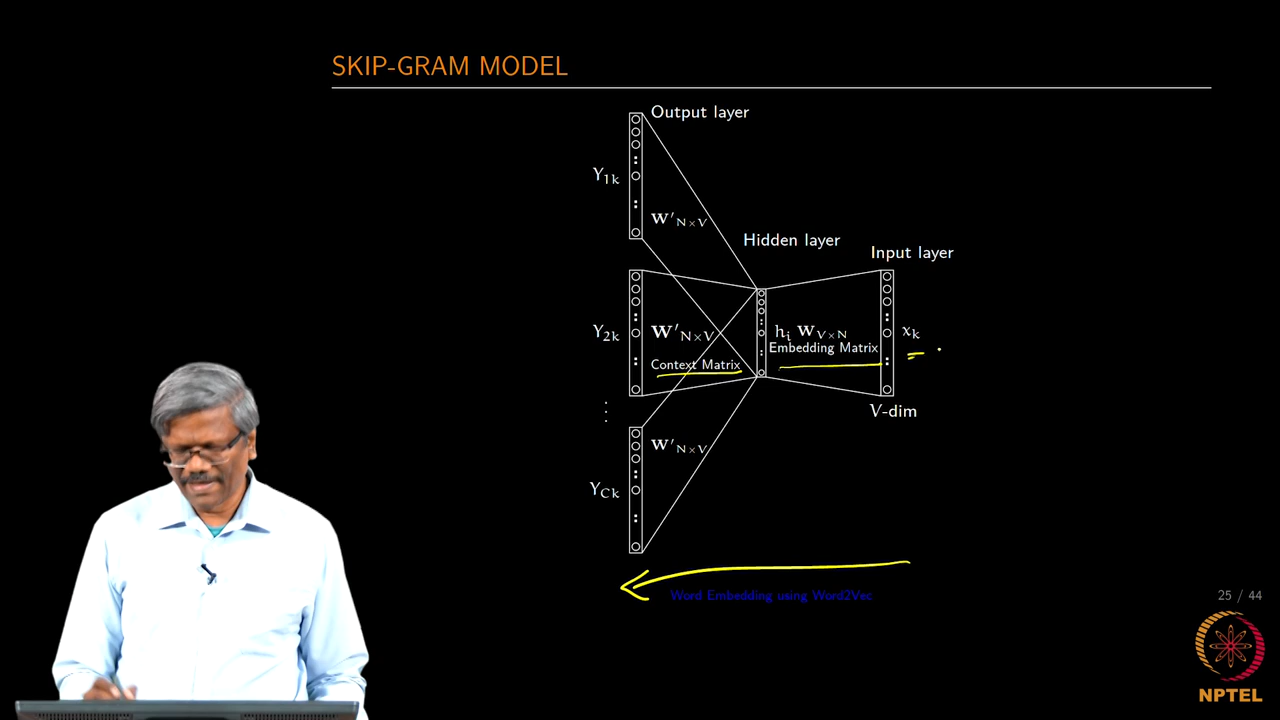 SKIP-GRAM MODEL
Output layer
Y1k
W'N×V
Hidden layer
Input layer
Y2k
W'N×V
hi WV×N
xk
Embedding Matrix
Context Matrix
V-dim
W'N×V
YCk
Word Embedding using Word2Vec
25 / 44
NPTEL